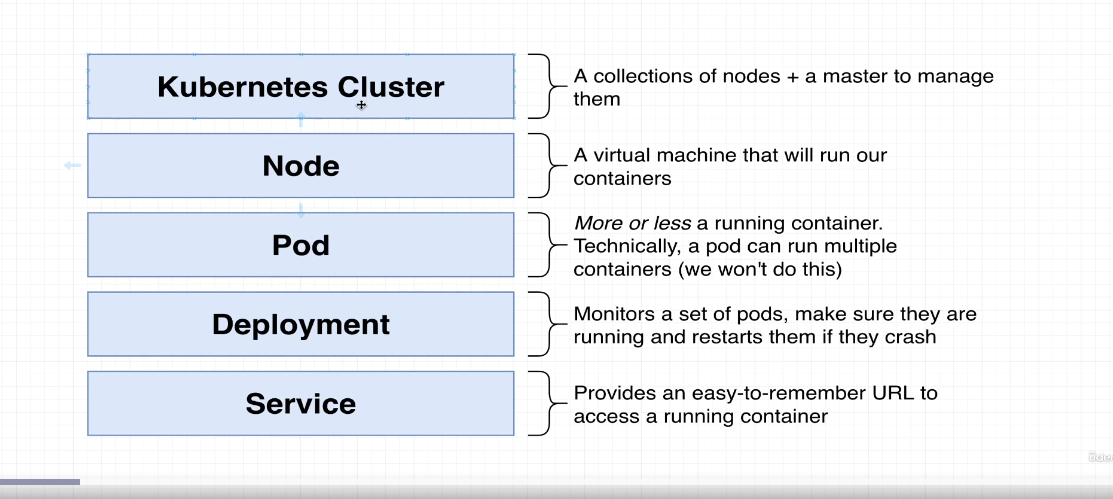 Kubernetes Cluster
A collections of nodes + a master to manage
them
Node
A virtual machine that will run our
containers
Pod
More or less a running container.
Technically, a pod can run multiple
containers (we won't do this)
Deployment
Monitors a set of pods, make sure they are
running and restarts them if they crash
Service
Provides an easy-to-remember URL to
access a running container